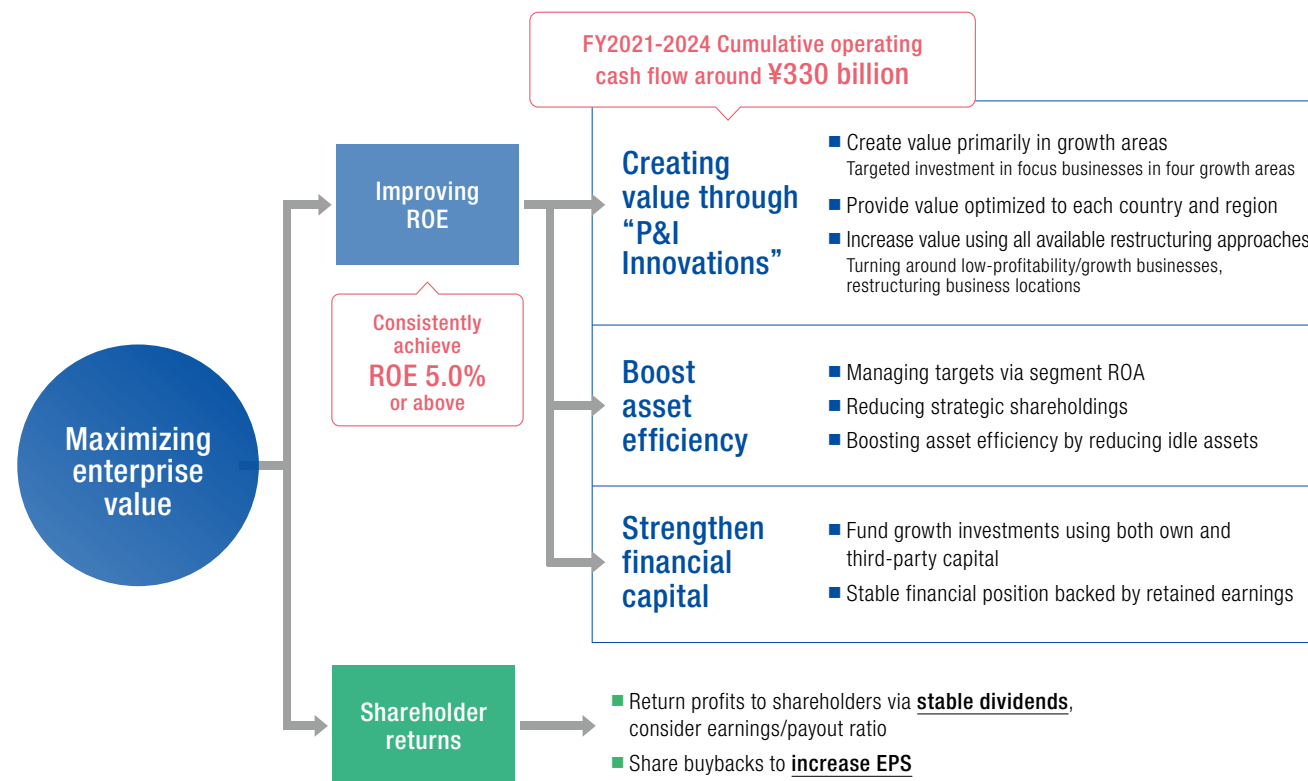 FY2021-2024 Cumulative operating
cash flow around ¥330 billion
Maximizing
enterprise
value
Improving
ROE
Consistently
achieve
ROE 5.0%
or above
Creating
value through
“P&I
Innovations”
■ Create value primarily in growth areas
Targeted investment in focus businesses in four growth areas
■ Provide value optimized to each country and region
■ Increase value using all available restructuring approaches
Turning around low-profitability/growth businesses,
restructuring business locations
Boost
asset
efficiency
■ Managing targets via segment ROA
■ Reducing strategic shareholdings
■ Boosting asset efficiency by reducing idle assets
Strengthen
financial
capital
■ Fund growth investments using both own and
third-party capital
■ Stable financial position backed by retained earnings
Shareholder
returns
■ Return profits to shareholders via stable dividends,
consider earnings/payout ratio
■ Share buybacks to increase EPS